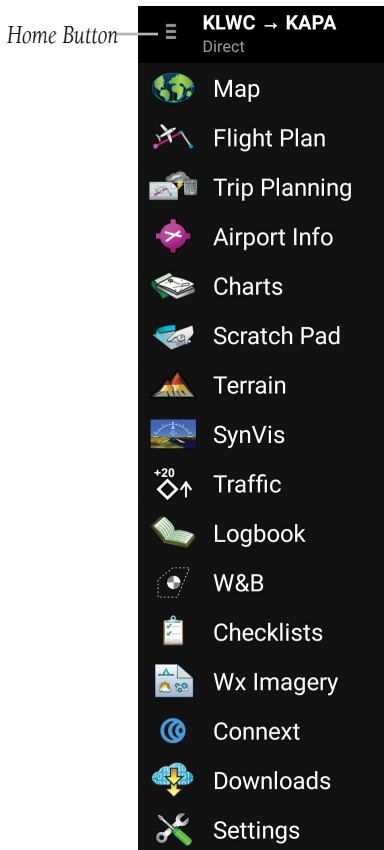 KLWC → KAPA
Home Button
Direct
Map
Flight Plan
Trip Planning
Airport Info
Charts
Scratch Pad
Terrain
SynVis
+20
Traffic
Logbook
W&B
Checklists
Wx Imagery
Connext
Downloads
Settings